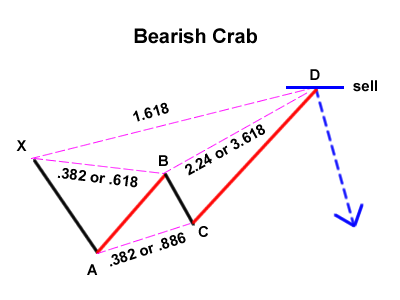 Bearish Crab
D
sell
1.618
X
B
2.24 or 3.618
.382 or .618
C
.382 or .886
A